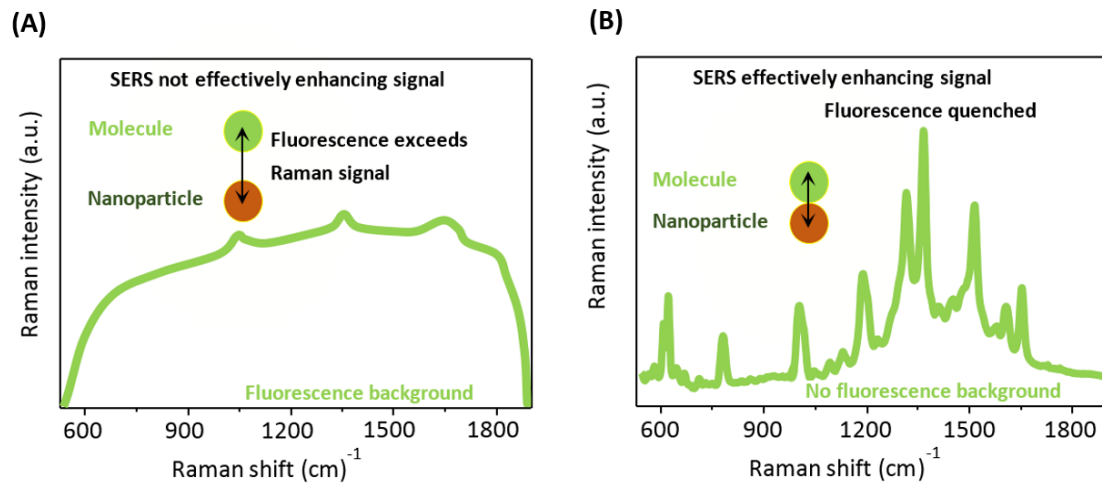 (A)
SERS not effectively enhancing signal
Molecule
Fluorescence exceeds
Raman signal
Nanoparticle
Fluorescence background
Raman intensity (a.u.)
600 900 1200 1500 1800
Raman shift (cm)-1
(B)
SERS effectively enhancing signal
Fluorescence quenched
Molecule
Nanoparticle
No fluorescence background
Raman intensity (a.u.)
600 900 1200 1500 1800
Raman shift (cm)-1